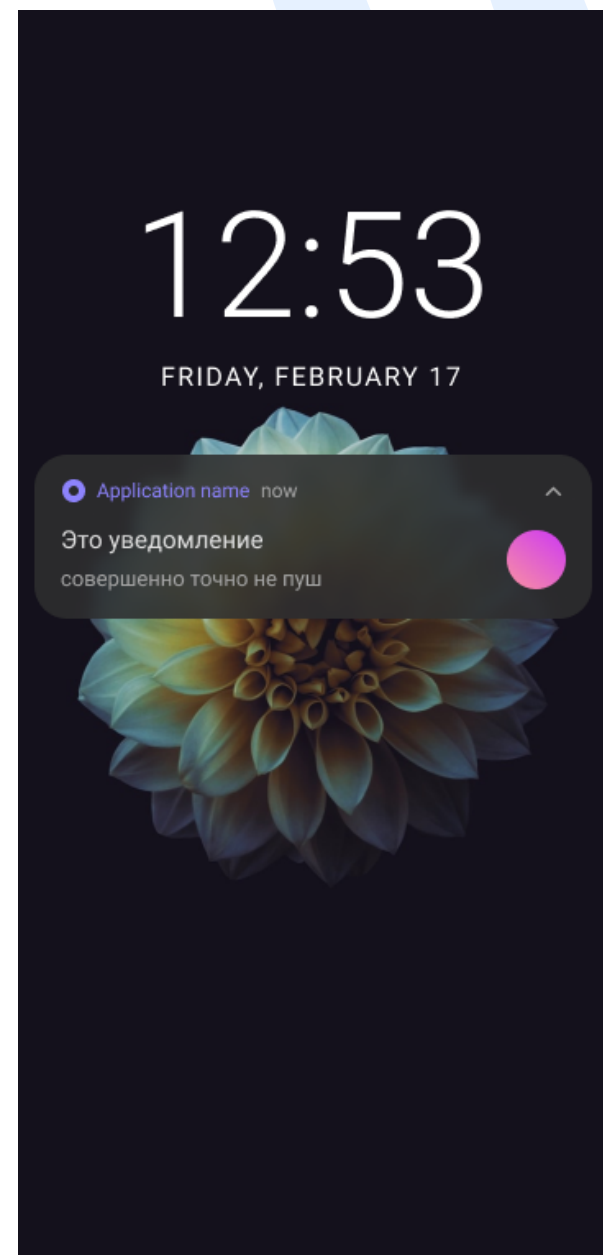 12:53
FRIDAY, FEBRUARY 17
Application name now
Это уведомление
совершенно точно не пуш